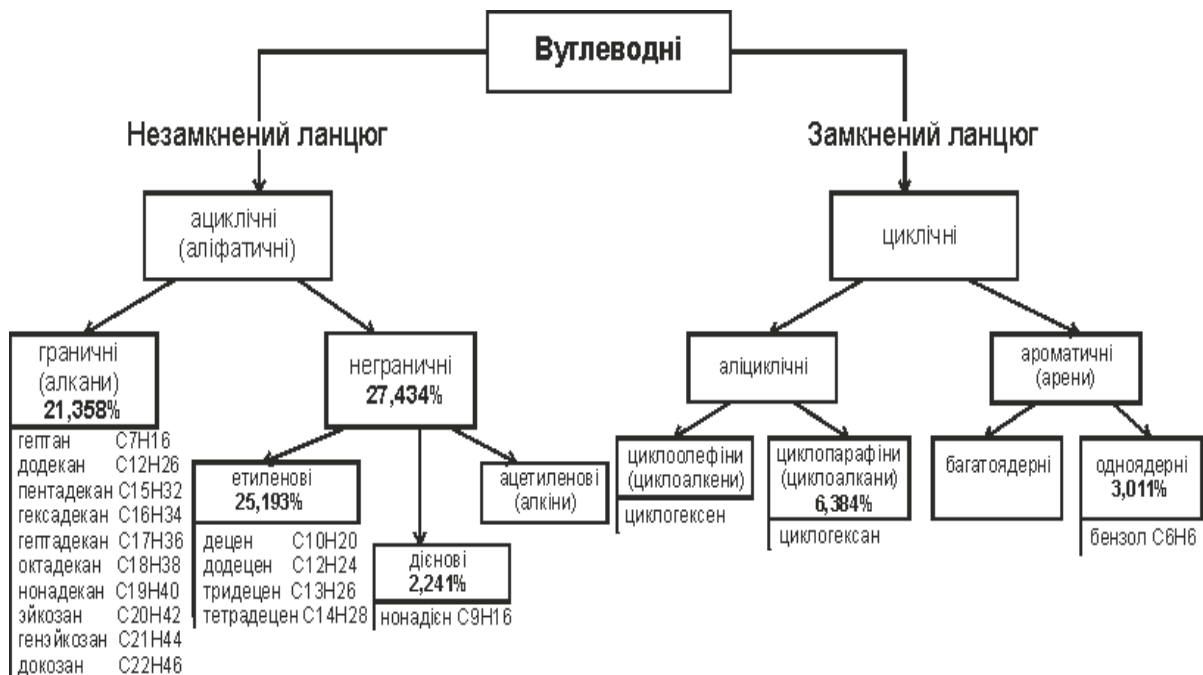 Вуглеводні
Незамкнений ланцюг
Замкнений ланцюг
ациклічні
(аліфатичні)
циклічні
граничні
(алкани)
21,358%
неграничні
27,434%
аліциклічні
ароматичні
(арени)
гептан C7H16
додекан C12H26
пентадекан C15H32
гексадекан C16H34
гептадекан C17H36
октадекан C18H38
нонадекан C19H40
эйкозан C20H42
генэйкозан C21H44
докозан C22H46
етиленові
25,193%
децен C10H20
додецен C12H24
тридецен C13H26
тетрадецен C14H28
дієнові
2,241%
нонадієн C9H16
ацетиленові
(алкіни)
циклоолефіни
(циклоалкени)
циклогексен
циклопарафіни
(циклоалкани)
6,384%
циклогексан
багатоядерні
одноядерні
3,011%
бензол C6H6